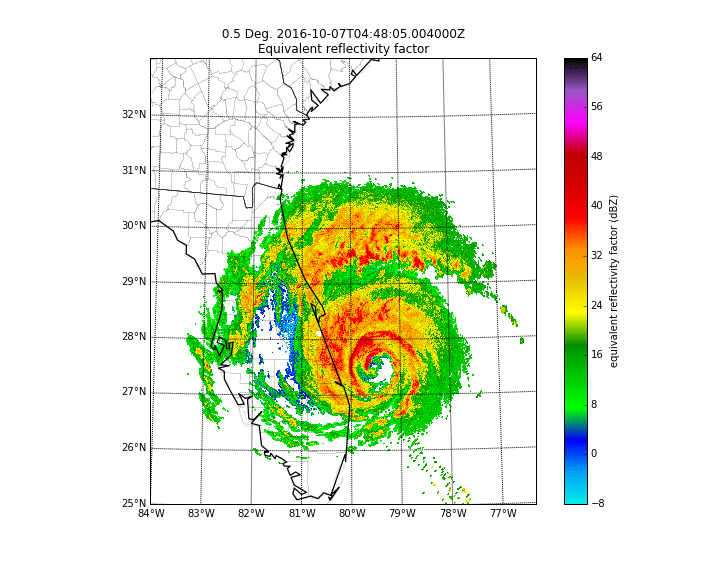 0.5 Deg. 2016-10-07T04:48:05.004000Z
Equivalent reflectivity factor
32°N
31°N
30°N
29°N
28°N
27°N
26°N
25°N
84°W 83°W 82°W 81°W 80°W 79°W 78°W 77°W
64
56
48
40
32
24
16
8
0
−8
equivalent reflectivity factor (dBZ)